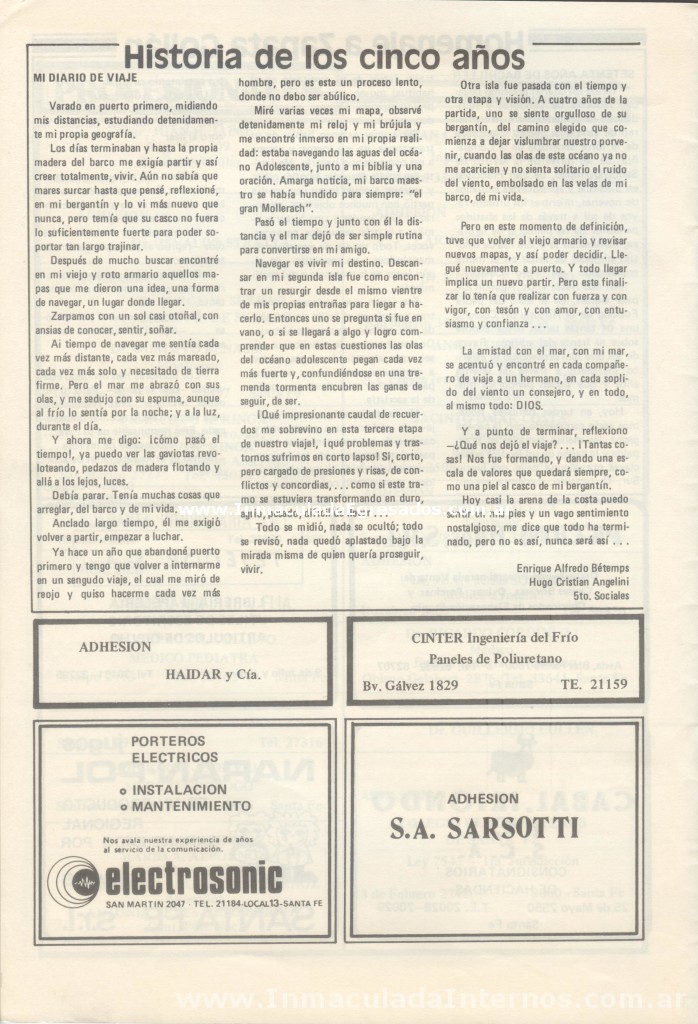 Historia de los cinco años
MI DIARIO DE VIAJE
Varado en puerto primero, midiendo
mis distancias, estudiando detenidamen-
te mi propia geografía.
Los días terminaban y hasta la propia
madera del barco me exigía partir y así
creer totalmente, vivir. Aún no sabía que
mares surcar hasta que pensé, reflexioné,
en mi bergantín y lo vi más nuevo que
nunca, pero temía que su casco no fuera
lo suficientemente fuerte para poder so-
portar tan largo trajinar.
Después de mucho buscar encontré
en mi viejo y roto armario aquellos ma-
pas que me dieron una idea, una forma
de navegar, un lugar donde llegar.
Zarpamos con un sol casi otoñal, con
ansias de conocer, sentir, soñar.
Ai tiempo de navegar me sentía cada
vez más distante, cada vez más mareado,
cada vez más solo y necesitado de tierra
firme. Pero el mar me abrazó con sus
olas, y me sedujo con su espuma, aunque
al frío lo sentía por la noche; y a la luz,
durante el día.
Y ahora me digo: ¡cómo pasó el
tiempo!, ya puedo ver las gaviotas revo-
loteando, pedazos de madera flotando y
allá a los lejos, luces.
Debía parar. Tenía muchas cosas que
arreglar, del barco y de mi vida.
Anclado largo tiempo, él me exigió
volver a partir, empezar a luchar.
Ya hace un año que abandoné puerto
primero y tengo que volver a internarme
en un sengudo viaje, el cual me miró de
reojo y quiso hacerme cada vez más
hombre, pero es este un proceso lento,
donde no debo ser abúlico.
Miré varias veces mi mapa, observé
detenidamente mi reloj y mi brújula y
me encontré inmerso en mi propia reali-
dad: estaba navegando las aguas del océa-
no Adolescente, junto a mi biblia y una
oración. Amarga noticia, mi barco maes-
tro se había hundido para siempre: "el
gran Mollerach".
Pasó el tiempo y junto con él la dis-
tancia y el mar dejó de ser simple rutina
para convertirse en mi amigo.
Navegar es vivir mi destino. Descan-
sar en mi segunda isla fue como encon-
trar un resurgir desde el mismo vientre
de mis propias entrañas para llegar a ha-
cerlo. Entonces uno se pregunta si fue en
vano, o si se llegará a algo y logro com-
prender que en estas cuestiones las olas
del océano adolescente pegan cada vez
más fuerte y, confundiéndose en una tre-
menda tormenta encubren las ganas de
seguir, de ser.
¡Qué impresionante caudal de recuer-
dos me sobrevino en esta tercera etapa
de nuestro viaje!, ¡qué problemas y tras-
tornos sufrimos en corto lapso! Si, corto,
pero cargado de presiones y risas, de con-
flictos y concordias, . . . como si este tra-
mo se estuviera transformando en duro,
Todo se midió, nada se ocultó; todo
se revisó, nada quedó aplastado bajo la
mirada misma de quien quería proseguir,
vivir.
Otra isla fue pasada con el tiempo y
otra etapa y visión. A cuatro años de la
partida, uno se siente orgulloso de su
bergantín, del camino elegido que co-
mienza a dejar vislumbrar nuestro porve-
nir, cuando las olas de este océano ya no
me acaricien y no sienta solitario el ruido
del viento, embolsado en las velas de mi
barco, de mi vida.
Pero en este momento de definición,
tuve que volver al viejo armario y revisar
nuevos mapas, y así poder decidir. Lle-
gué nuevamente a puerto. Y todo llegar
implica un nuevo partir. Pero este finali-
zar lo tenía que realizar con fuerza y con
vigor, con tesón y con amor, con entu-
siasmo y confianza . . .
La amistad con el mar, con mi mar,
se acentuó y encontré en cada compañe-
ro de viaje a un hermano, en cada sopli-
do del viento un consejero, y en todo,
al mismo todo: DIOS.
Y a punto de terminar, reflexiono
—¿Qué nos dejó el viaje? . . . ¡Tantas co-
sas! Nos fue formando, y dando una es-
cala de valores que quedará siempre, co-
mo una piel al casco de mi bergantín.
Hoy casi la arena de la costa puedo
sentir en mis pies y un vago sentimiento
nostalgioso, me dice que todo ha termi-
nado, pero no es así, nunca será así . . .
Enrique Alfredo Bétemps
Hugo Cristian Angelini
5to. Sociales
www.InmaculadaInternados.com.ar
ADHESION
HAIDAR y Cía.
CINTER Ingeniería del Frío
Paneles de Poliuretano
Bv. Gálvez 1829 TE. 21159
PORTEROS
ELECTRICOS
o INSTALACION
o MANTENIMIENTO
Nos avala nuestra experiencia de años
al servicio de la comunicación.
electrosonic
SAN MARTIN 2047 - TEL. 21184-LOCAL 13-SANTA FE
ADHESION
S.A. SARSOTTI
www.InmaculadaInternos.com.ar